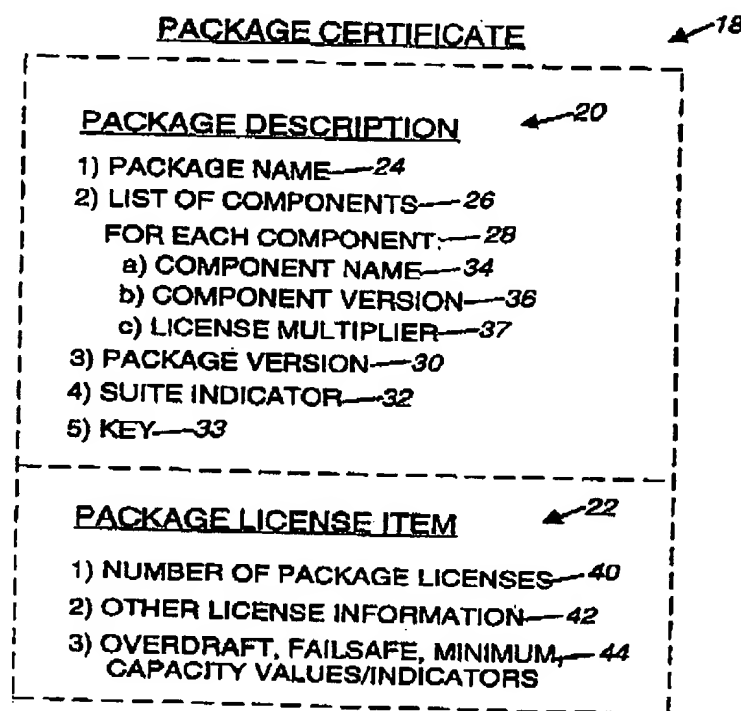 PACKAGE CERTIFICATE 18
PACKAGE DESCRIPTION 20
1) PACKAGE NAME—24
2) LIST OF COMPONENTS—26
FOR EACH COMPONENT:—28
a) COMPONENT NAME—34
b) COMPONENT VERSION—36
c) LICENSE MULTIPLIER—37
3) PACKAGE VERSION—30
4) SUITE INDICATOR—32
5) KEY—33
PACKAGE LICENSE ITEM 22
1) NUMBER OF PACKAGE LICENSES—40
2) OTHER LICENSE INFORMATION—42
3) OVERDRAFT, FAILSAFE, MINIMUM,—44
CAPACITY VALUES/INDICATORS